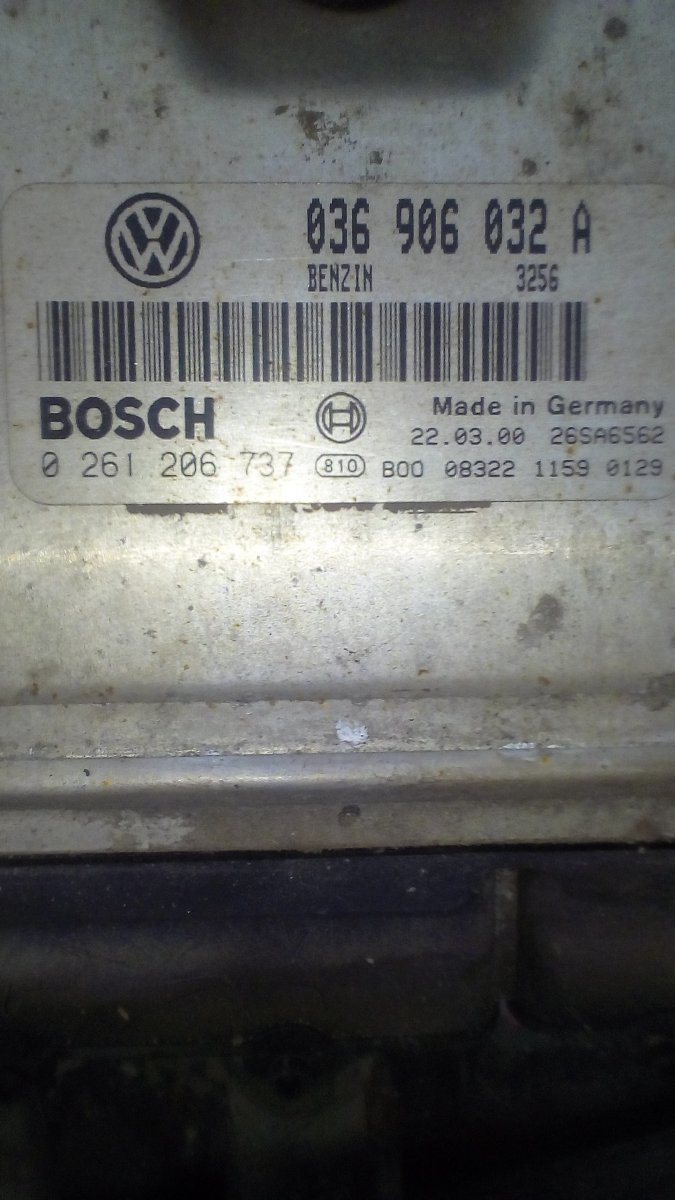 036 906 032 A
BENZIN 3256
BOSCH
Made in Germany
22.03.00 26SA6562
0 261 206 737 810 B00 08322 1159 0129